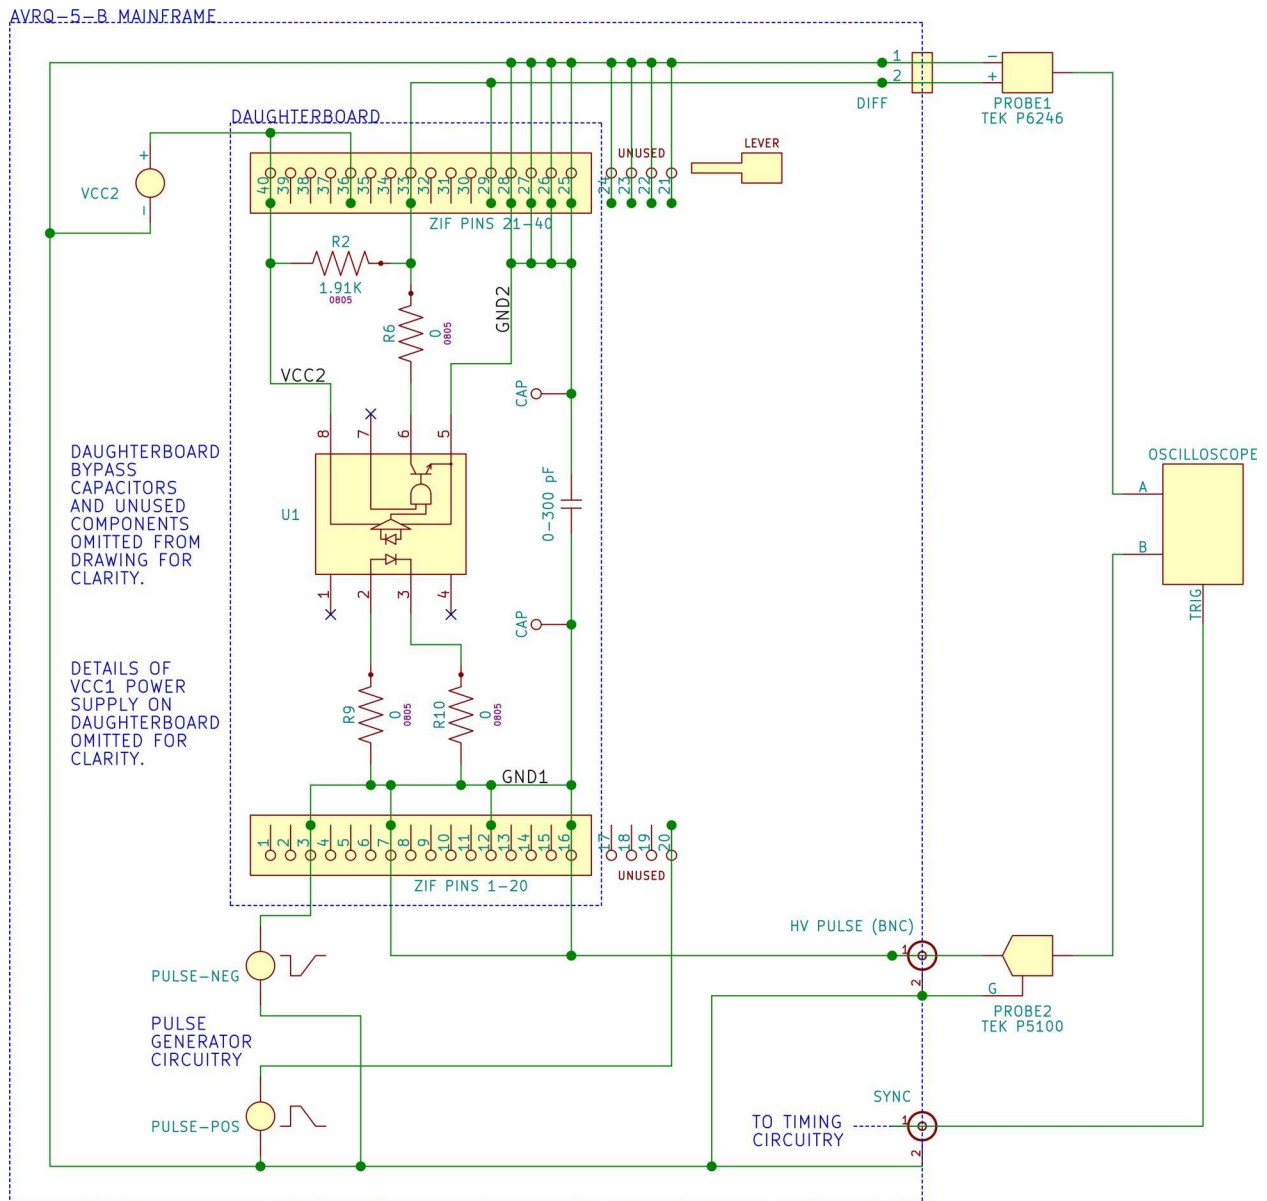 AVRQ-5-B MAINFRAME
1
2
-
+
DIFF
PROBE1
TEK P6246
DAUGHTERBOARD
+
VCC2
-
40
39
38
37
36
35
34
33
32
31
30
29
28
27
26
25
24
23
22
21
UNUSED
LEVER
ZIF PINS 21-40
R2
1.91K
0805
GND2
R6
0
0805
VCC2
CAP
8
7
6
5
OSCILLOSCOPE
A
B
TRIG
DAUGHTERBOARD
BYPASS
CAPACITORS
AND UNUSED
COMPONENTS
OMITTED FROM
DRAWING FOR
CLARITY.
U1
0-300 pF
1
2
3
4
CAP
DETAILS OF
VCC1 POWER
SUPPLY ON
DAUGHTERBOARD
OMITTED FOR
CLARITY.
R9
0
0805
R10
0
0805
GND1
1
2
3
4
5
6
7
8
9
10
11
12
13
14
15
16
17
18
19
20
ZIF PINS 1-20
UNUSED
HV PULSE (BNC)
1
2
G
PROBE2
TEK P5100
PULSE-NEG
PULSE
GENERATOR
CIRCUITRY
PULSE-POS
SYNC
TO TIMING
CIRCUITRY
1
2